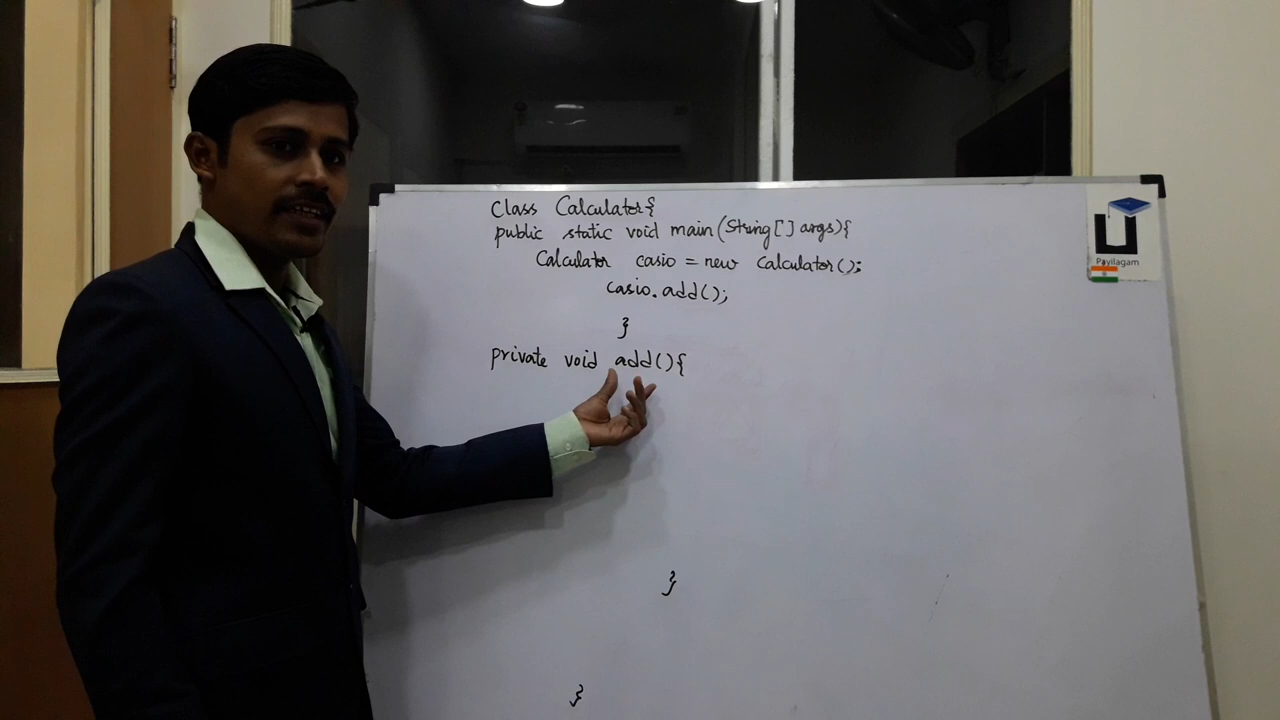 Class Calculator{
public static void main(String[] args){
Calculator casio = new Calculator();
casio.add();
}
private void add(){
}
}
Payilagam